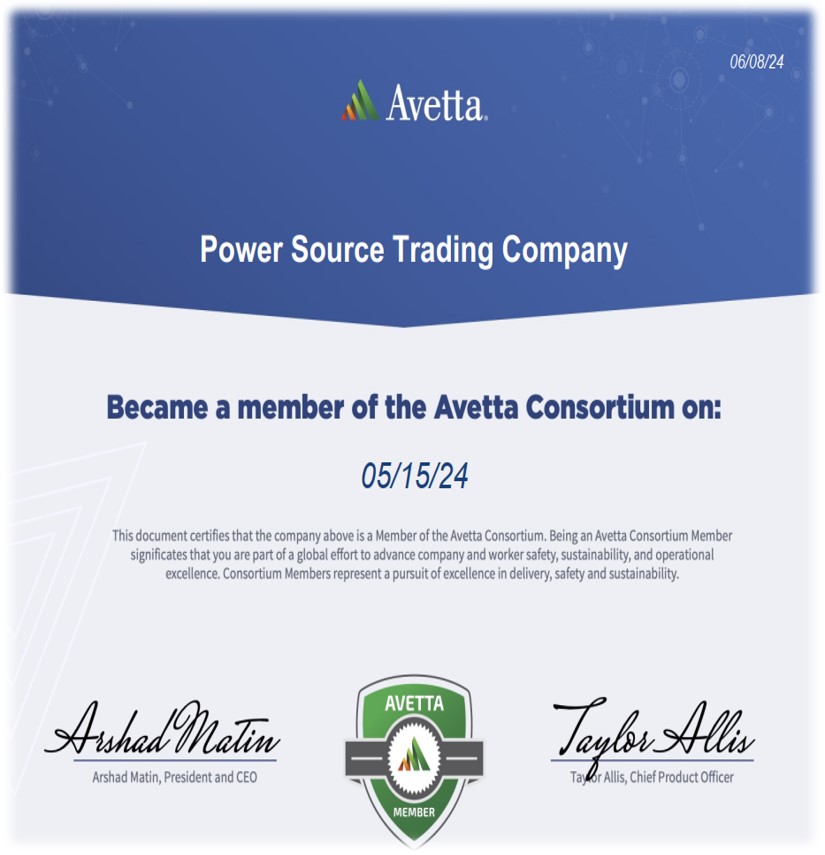 06/08/24
Avetta
Power Source Trading Company
Became a member of the Avetta Consortium on:
05/15/24
This document certifies that the company above is a Member of the Avetta Consortium. Being an Avetta Consortium Member
significates that you are part of a global effort to advance company and worker safety, sustainability, and operational
excellence. Consortium Members represent a pursuit of excellence in delivery, safety and sustainability.
Arshad Matin
Arshad Matin, President and CEO
AVETTA
MEMBER
Taylor Allis
Taylor Allis, Chief Product Officer